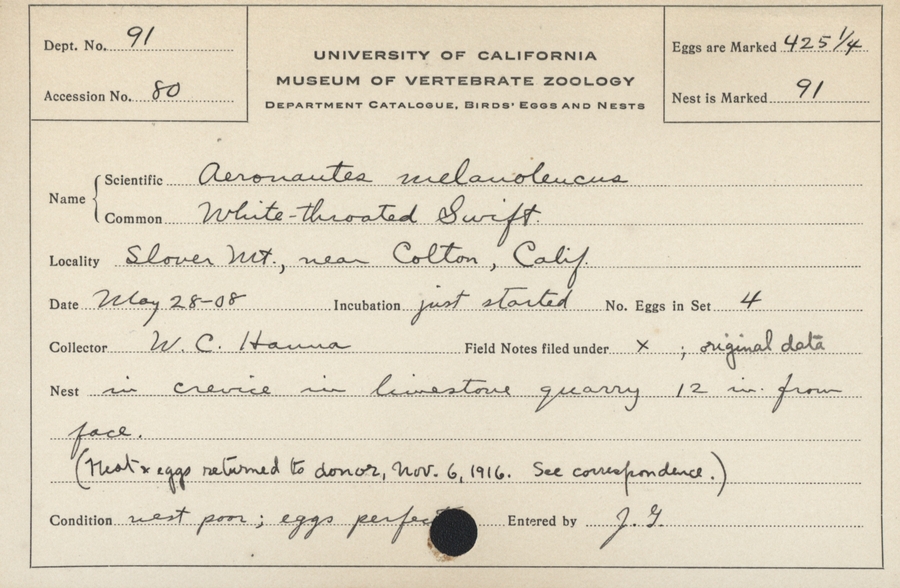 Dept. No. 91
Accession No. 80
UNIVERSITY OF CALIFORNIA
MUSEUM OF VERTEBRATE ZOOLOGY
DEPARTMENT CATALOGUE, BIRDS' EGGS AND NESTS
Eggs are Marked 425 1/4
Nest is Marked 91
Name
Scientific Aeronautes melanoleucus
Common White-throated Swift.
Locality Slover Mt., near Colton, Calif.
Date May 28-08 Incubation just started No. Eggs in Set 4
Collector W. C. Hanna Field Notes filed under × ; original data
Nest in crevice in limestone quarry 12 in. from
face.
(Nest & eggs returned to donor, Nov. 6, 1916. See correspondence.)
Condition nest poor; eggs perfect Entered by J. G.